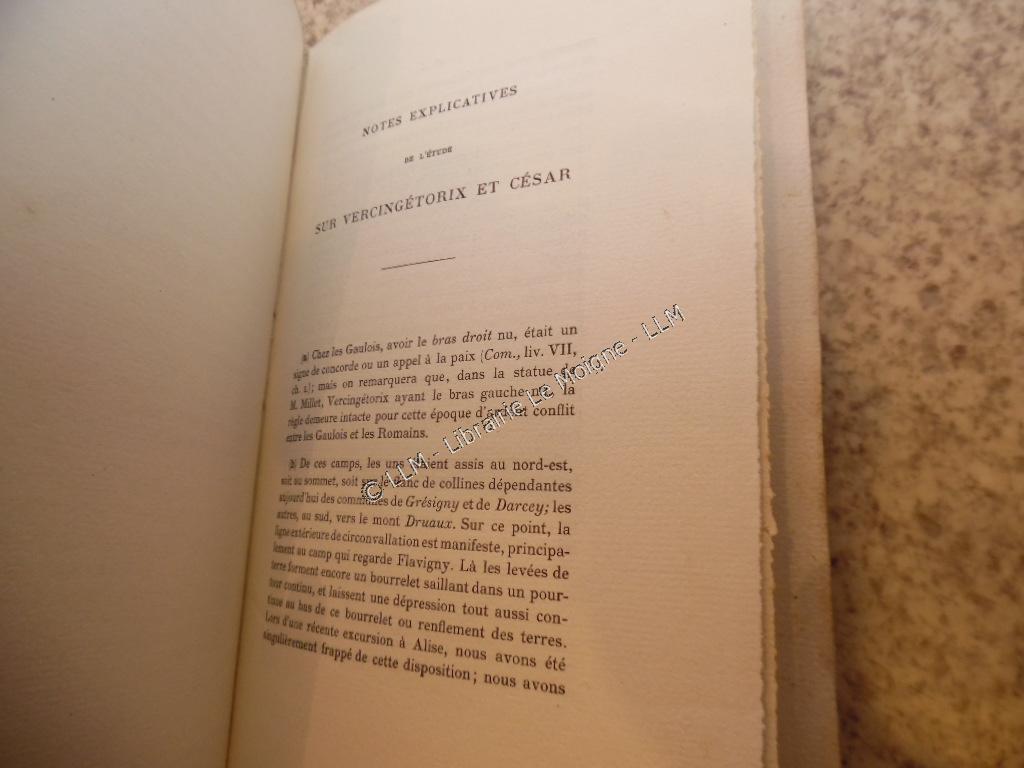 NOTES EXPLICATIVES
DE L'ÉTUDE
SUR VERCINGÉTORIX ET CÉSAR
(a) Chez les Gaulois, avoir le bras droit nu, était un
signe de concorde ou un appel à la paix (Com., liv. VII,
ch. 1); mais on remarquera que, dans la statue de
M. Millet, Vercingétorix ayant le bras gauche nu, la
règle demeure intacte pour cette époque d'ardent conflit
entre les Gaulois et les Romains.
(b) De ces camps, les uns étaient assis au nord-est,
soit au sommet, soit sur le flanc de collines dépendantes
aujourd'hui des communes de Grésigny et de Darcey; les
autres, au sud, vers le mont Druaux. Sur ce point, la
ligne extérieure de circonvallation est manifeste, principa-
lement au camp qui regarde Flavigny. Là les levées de
terre forment encore un bourrelet saillant dans un pour-
tour continu, et laissent une dépression tout aussi con-
tinue au bas de ce bourrelet ou renflement des terres.
Lors d'une récente excursion à Alise, nous avons été
singulièrement frappé de cette disposition; nous avons
© LLM - Librairie Le Moigne - LLM